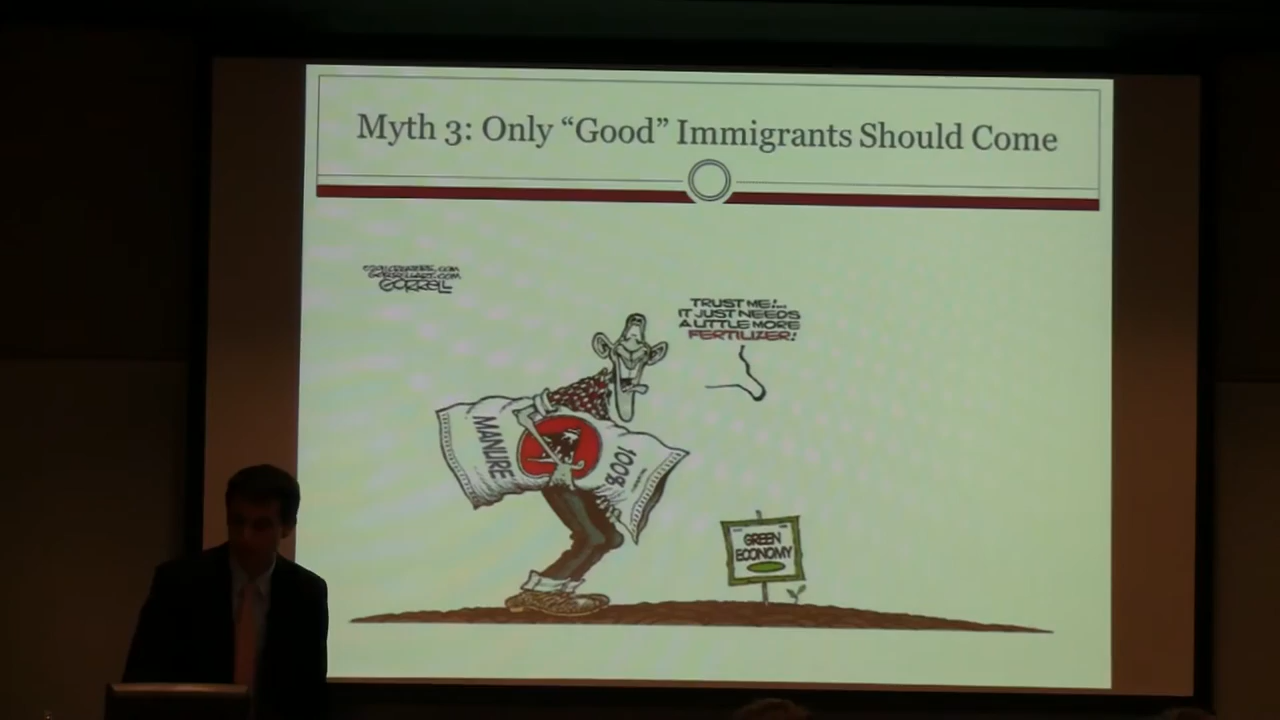 Myth 3: Only “Good” Immigrants Should Come
GORRELL
TRUST ME!...
IT JUST NEEDS
A LITTLE MORE
FERTILIZER!
MANURE
100%
GREEN
ECONOMY